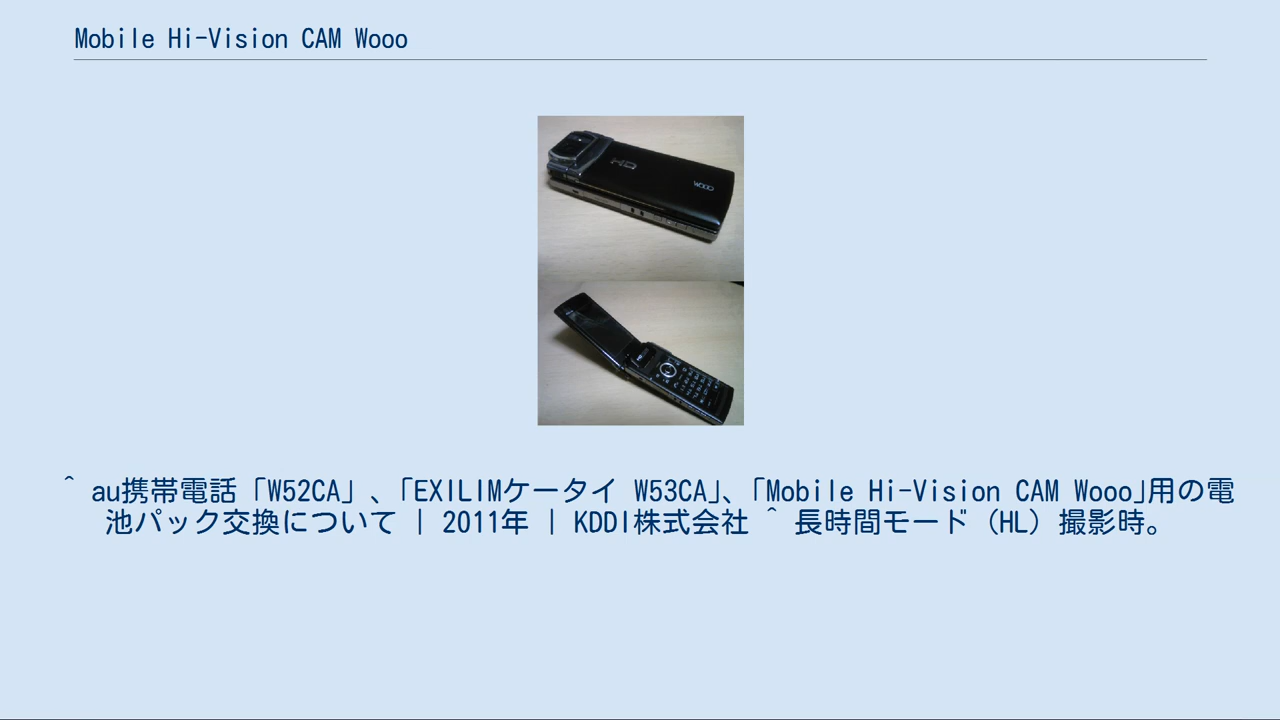 Mobile Hi-Vision CAM Wooo
HD
WOOO
^ au携帯電話「W52CA」、「EXILIMケータイ W53CA」、「Mobile Hi-Vision CAM Wooo」用の電
池パック交換について | 2011年 | KDDI株式会社 ^ 長時間モード（HL）撮影時。